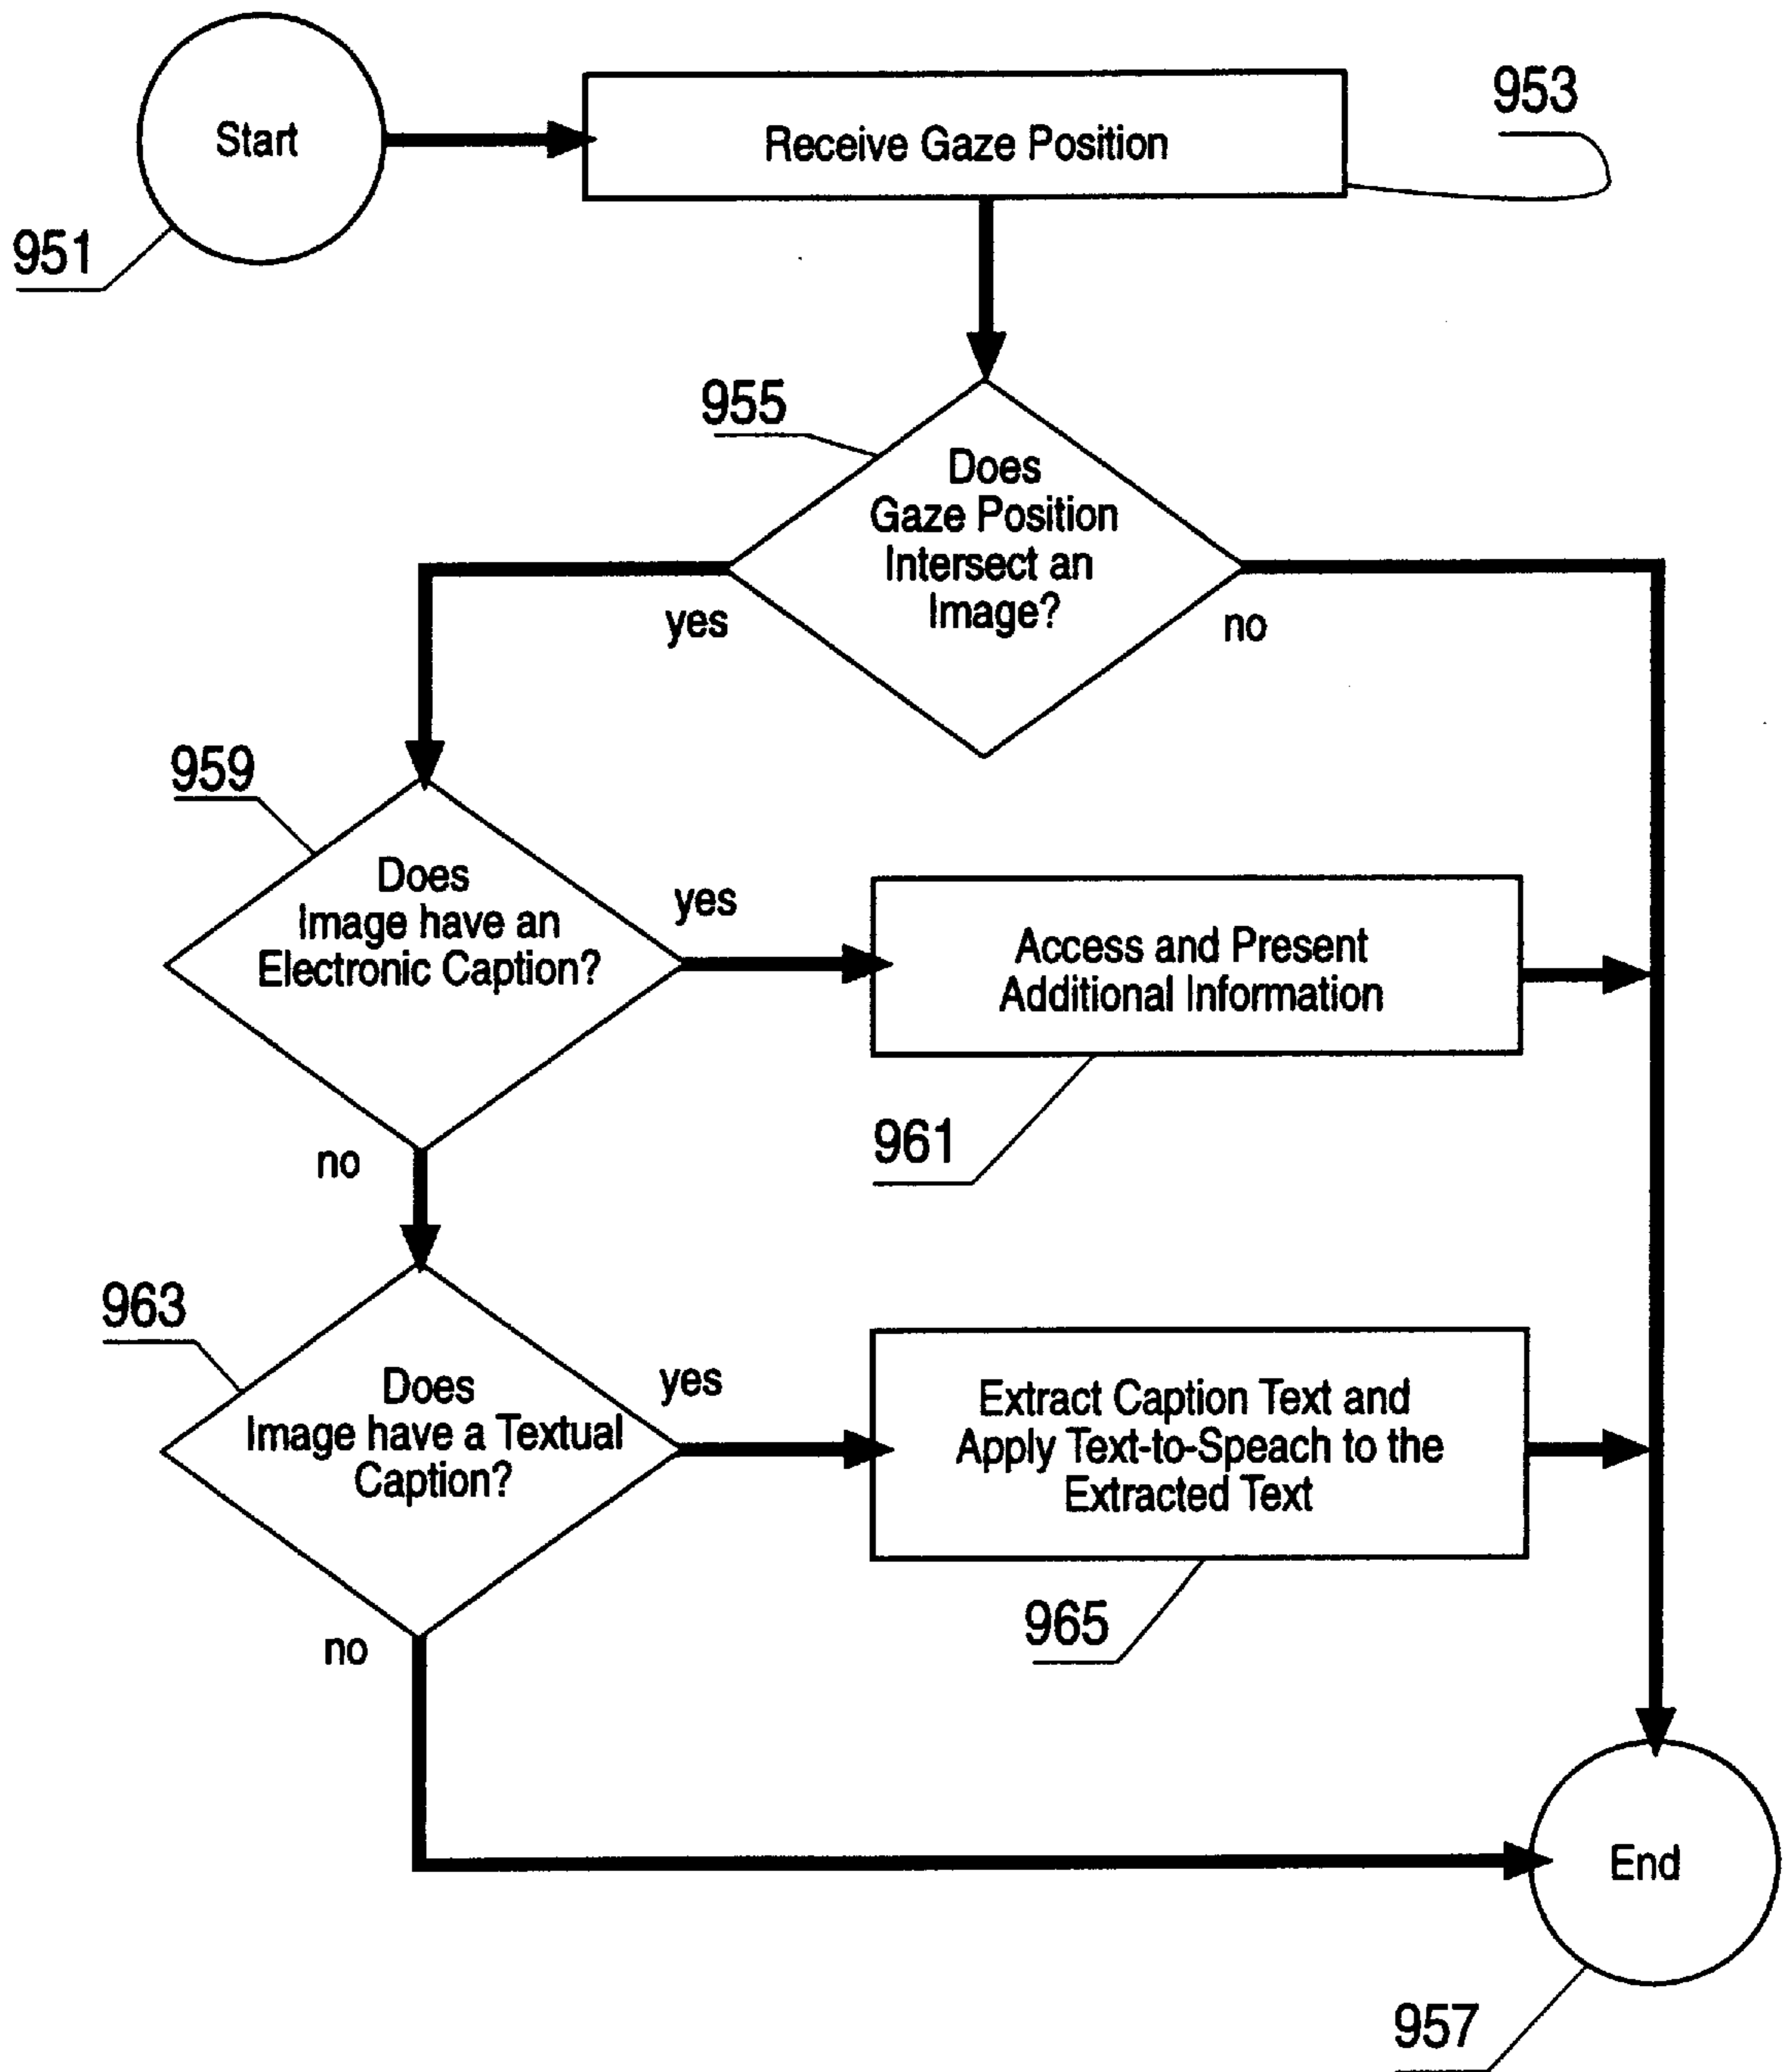 Start
951
Receive Gaze Position
953
955
Does
Gaze Position
Intersect an
Image?
yes
no
959
Does
Image have an
Electronic Caption?
yes
no
Access and Present
Additional Information
961
963
Does
Image have a Textual
Caption?
yes
no
Extract Caption Text and
Apply Text-to-Speach to the
Extracted Text
965
End
957